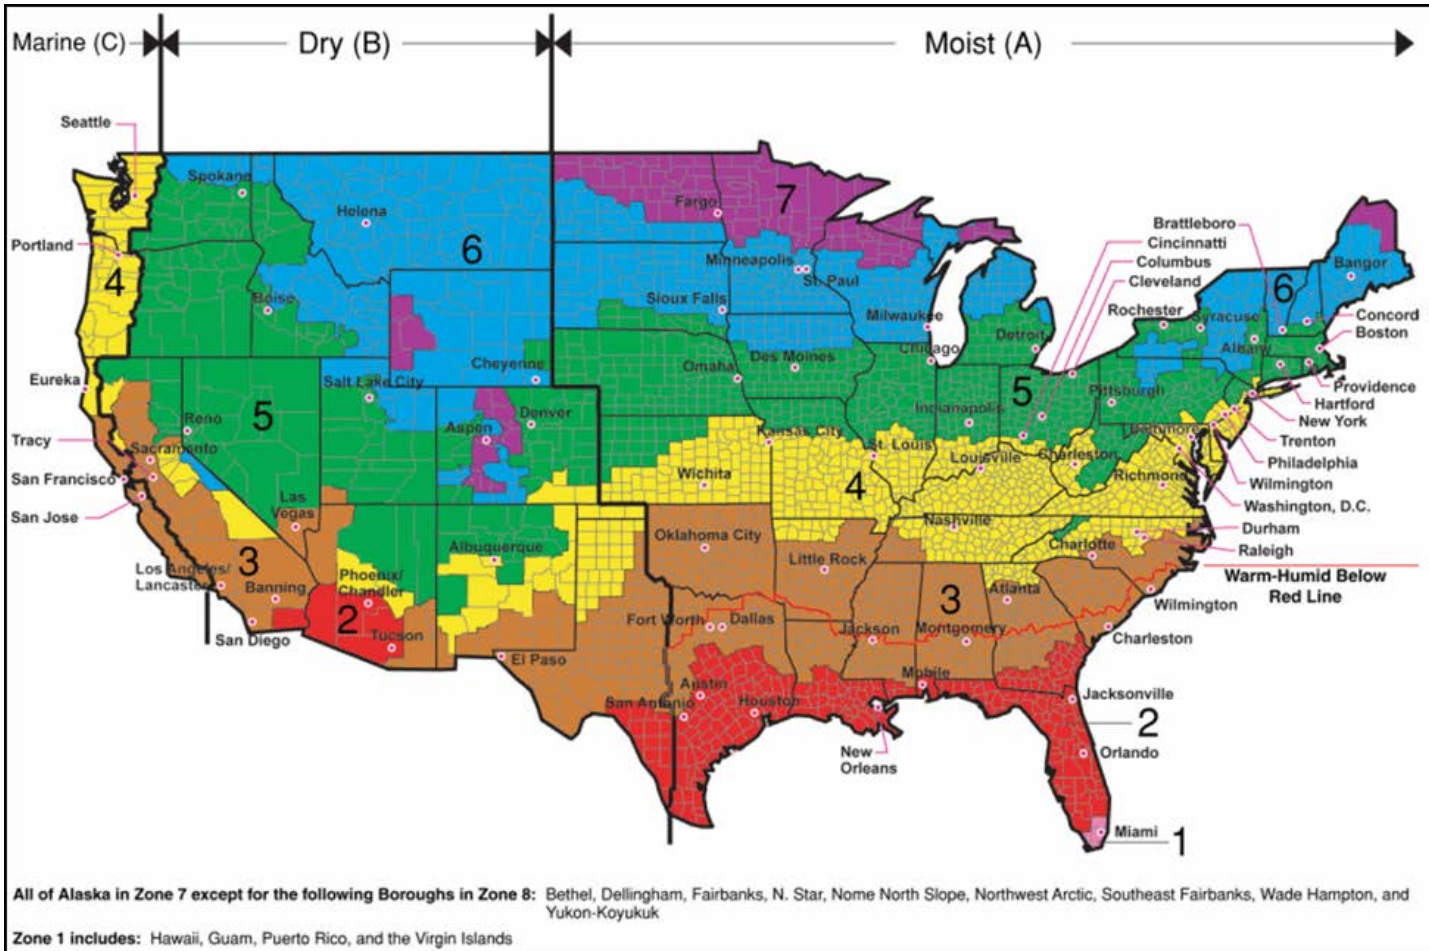 Marine (C)
Dry (B)
Moist (A)
Seattle
Spokane
Helena
Fargo
7
Brattleboro
Cincinnatti
Columbus
Cleveland
Portland
4
6
Minneapolis
St. Paul
Bangor
6
Boise
Sioux Falls
Milwaukee
Rochester
Syracuse
Concord
Boston
Detroit
Albany
Chicago
Cheyenne
Omaha
Des Moines
Eureka
Salt Lake City
Pittsburgh
Providence
Hartford
New York
5
Reno
Aspen
Denver
Indianapolis
5
Baltimore
Trenton
Tracy
Sacramento
Kansas City
St. Louis
Louisville
Charleston
Philadelphia
San Francisco
Wichita
4
Richmond
Wilmington
Washington, D.C.
San Jose
Las
Vegas
Nashville
Durham
Raleigh
Albuquerque
Oklahoma City
Little Rock
Charlotte
3
Los Angeles/
Lancaster
Banning
Phoenix/
Chandler
Atlanta
3
Warm-Humid Below
Red Line
Wilmington
2
Fort Worth
Dallas
Jackson
Montgomery
San Diego
Tucson
Charleston
El Paso
Mobile
Austin
San Antonio
Houston
Jacksonville
2
New
Orleans
Orlando
Miami
1
All of Alaska in Zone 7 except for the following Boroughs in Zone 8: Bethel, Dellingham, Fairbanks, N. Star, Nome North Slope, Northwest Arctic, Southeast Fairbanks, Wade Hampton, and
Yukon-Koyukuk
Zone 1 includes: Hawaii, Guam, Puerto Rico, and the Virgin Islands